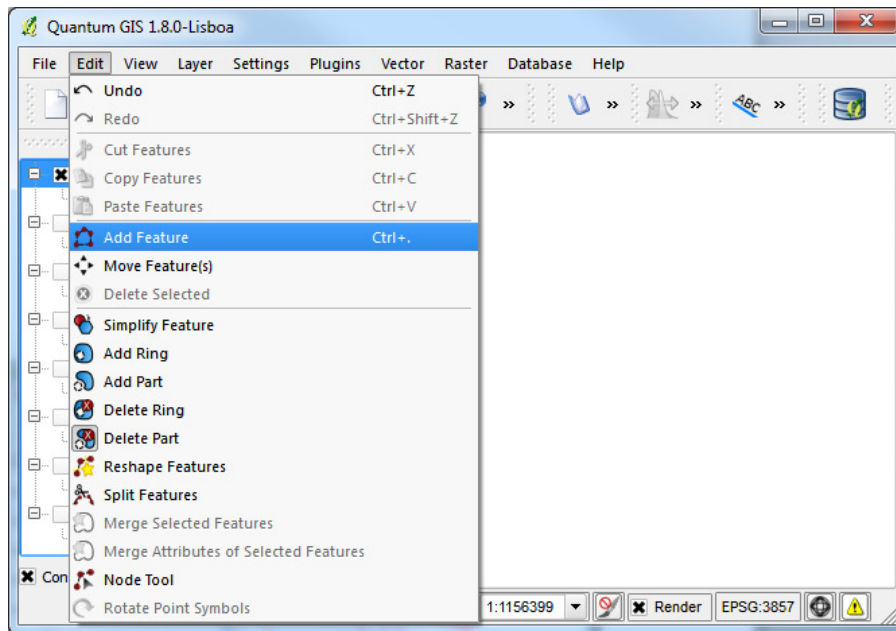 Quantum GIS 1.8.0-Lisboa
File Edit View Layer Settings Plugins Vector Raster Database Help
Undo Ctrl+Z
Redo Ctrl+Shift+Z
Cut Features Ctrl+X
Copy Features Ctrl+C
Paste Features Ctrl+V
Add Feature Ctrl+.
Move Feature(s)
Delete Selected
Simplify Feature
Add Ring
Add Part
Delete Ring
Delete Part
Reshape Features
Split Features
Merge Selected Features
Merge Attributes of Selected Features
Node Tool
Rotate Point Symbols
ABC
Con
1:1156399 Render EPSG:3857